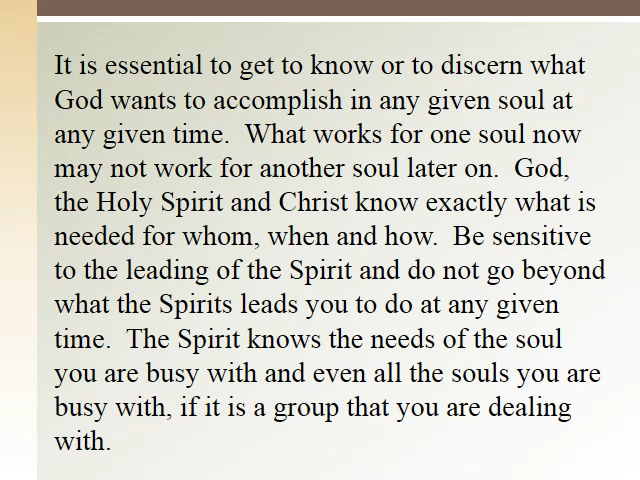 It is essential to get to know or to discern what
God wants to accomplish in any given soul at
any given time.  What works for one soul now
may not work for another soul later on.  God,
the Holy Spirit and Christ know exactly what is
needed for whom, when and how.  Be sensitive
to the leading of the Spirit and do not go beyond
what the Spirits leads you to do at any given
time.  The Spirit knows the needs of the soul
you are busy with and even all the souls you are
busy with, if it is a group that you are dealing
with.